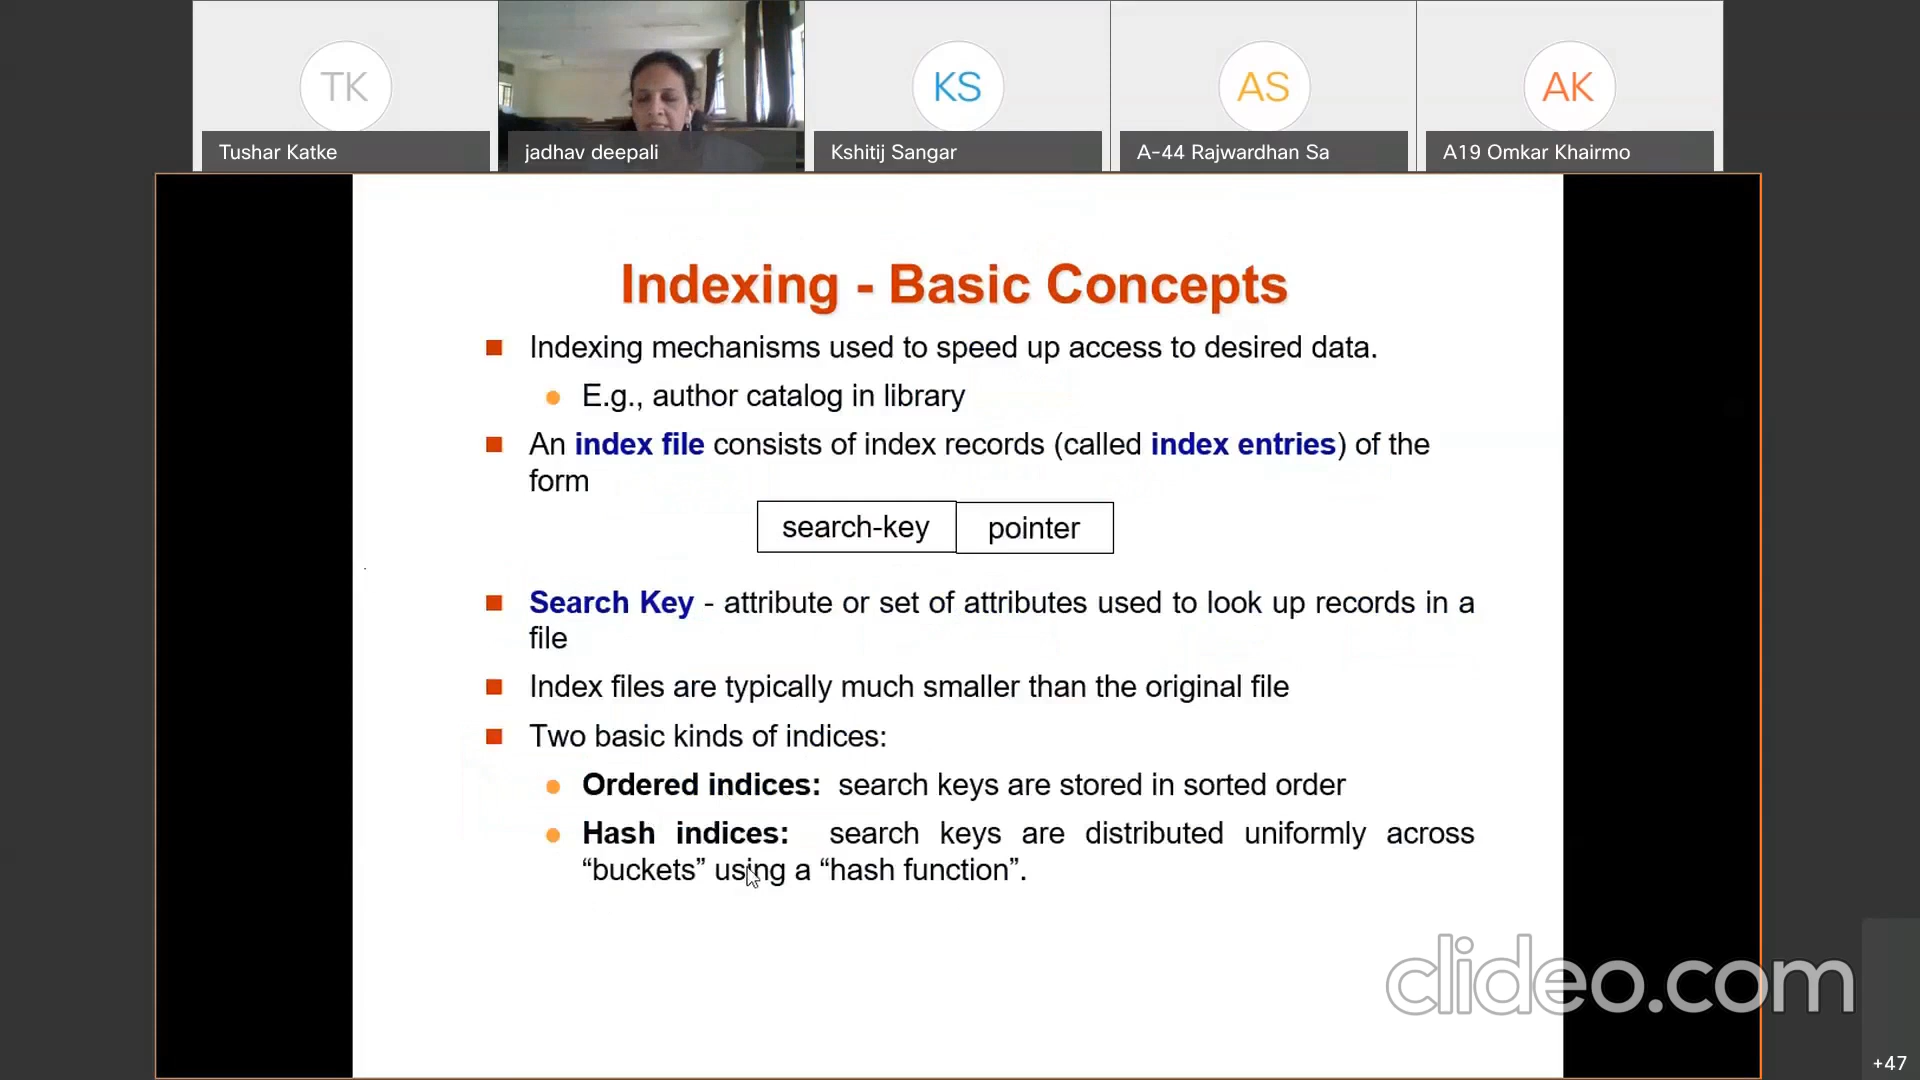 TK
KS
AS
AK
Tushar Katke
jadhav deepali
Kshitij Sangar
A-44 Rajwardhan Sa
A19 Omkar Khairmo
Indexing - Basic Concepts
Indexing mechanisms used to speed up access to desired data.
E.g., author catalog in library
An index file consists of index records (called index entries) of the
form
search-key pointer
Search Key - attribute or set of attributes used to look up records in a
file
Index files are typically much smaller than the original file
Two basic kinds of indices:
Ordered indices: search keys are stored in sorted order
Hash indices: search keys are distributed uniformly across
“buckets” using a “hash function”.
clideo.com
+47